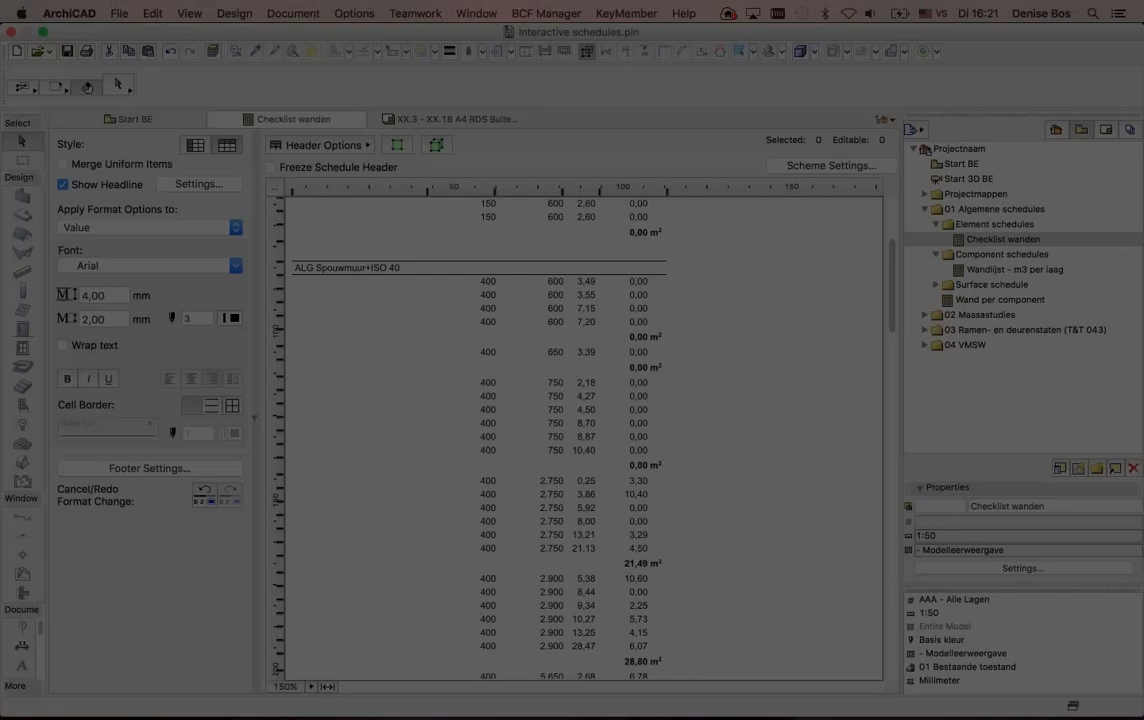 ArchiCAD File Edit View Design Document Options Teamwork Window BCF Manager KeyMember Help VS Di 16:21 Denise Bos
Interactive schedules.pin
Start BE Checklist wanden XX.3 - XX.16 A4 RDS Buite...
Select
Design
Window
Docume
More
Style:
Merge Uniform Items
Show Headline Settings...
Apply Format Options to:
Value
Font:
Arial
4,00 mm
2,00 mm 3
Wrap text
B I U
Cell Border:
Footer Settings...
Cancel/Redo
Format Change:
Header Options Selected: 0 Editable: 0
Freeze Schedule Header Scheme Settings...
50 100 150
150 600 2,60 0,00
150 600 2,60 0,00
0,00 m²
ALG Spouwmuur+ISO 40
400 600 3,49 0,00
400 600 3,55 0,00
400 600 7,15 0,00
400 600 7,20 0,00
0,00 m²
400 650 3,39 0,00
0,00 m²
400 750 2,18 0,00
400 750 4,27 0,00
400 750 4,50 0,00
400 750 8,70 0,00
400 750 8,87 0,00
400 750 10,40 0,00
0,00 m²
400 2.750 0,25 3,30
400 2.750 3,86 10,40
400 2.750 5,92 0,00
400 2.750 8,00 0,00
400 2.750 13,21 3,29
400 2.750 21,13 4,50
21,49 m²
400 2.900 5,38 10,60
400 2.900 8,44 0,00
400 2.900 9,34 2,25
400 2.900 10,27 5,73
400 2.900 13,25 4,15
400 2.900 28,47 6,07
28,80 m²
400 5.650 2,68 6,78
150%
Projectnaam
Start BE
Start 3D BE
Projectmappen
01 Algemene schedules
Element schedules
Checklist wanden
Component schedules
Wandlijst - m3 per laag
Surface schedule
Wand per component
02 Massastudies
03 Ramen- en deurenstaten (T&T 043)
04 VMSW
Properties
Checklist wanden
1:50
- Modelleerweergave
Settings...
AAA - Alle Lagen
1:50
Entire Model
Basis kleur
- Modelleerweergave
01 Bestaande toestand
Millimeter